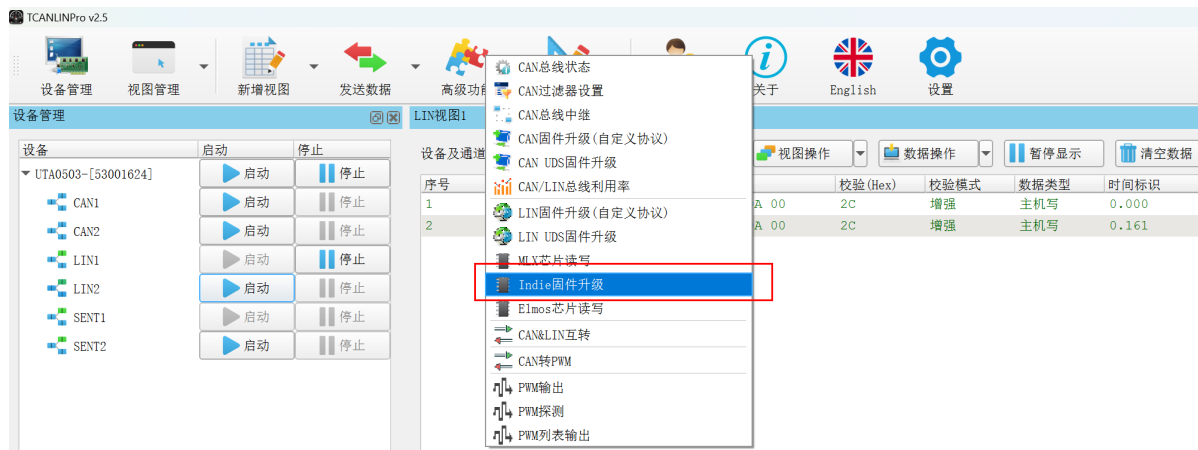 TCANLINPro v2.5
设备管理 视图管理 新增视图 发送数据 高级功能 关于 English 设置
设备管理
设备 启动 停止
UTA0503-[53001624] 启动 停止
CAN1 启动 停止
CAN2 启动 停止
LIN1 启动 停止
LIN2 启动 停止
SENT1 启动 停止
SENT2 启动 停止
LIN视图1
设备及通道 视图操作 数据操作 暂停显示 清空数据
序号 校验(Hex) 校验模式 数据类型 时间标识
1 A 00 2C 增强 主机写 0.000
2 A 00 2C 增强 主机写 0.161
CAN总线状态
CAN过滤器设置
CAN总线中继
CAN固件升级(自定义协议)
CAN UDS固件升级
CAN/LIN总线利用率
LIN固件升级(自定义协议)
LIN UDS固件升级
MLX芯片读写
Indie固件升级
Elmos芯片读写
CAN&LIN互转
CAN转PWM
PWM输出
PWM探测
PWM列表输出